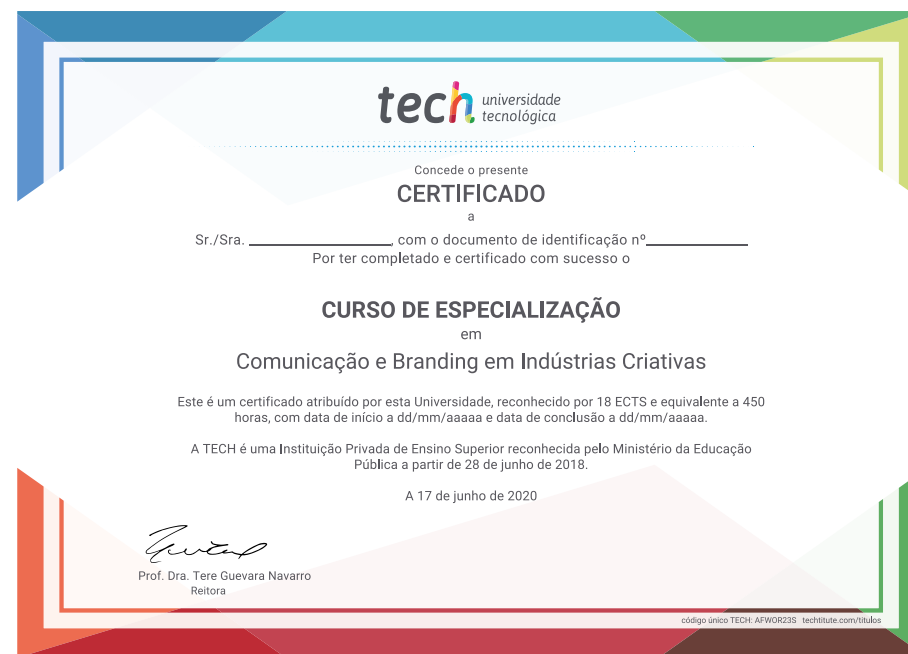 tech universidade
tecnológica
Concede o presente
CERTIFICADO
a
Sr./Sra. ________________, com o documento de identificação nº____________
Por ter completado e certificado com sucesso o
CURSO DE ESPECIALIZAÇÃO
em
Comunicação e Branding em Indústrias Criativas
Este é um certificado atribuído por esta Universidade, reconhecido por 18 ECTS e equivalente a 450
horas, com data de início a dd/mm/aaaaa e data de conclusão a dd/mm/aaaaa.
A TECH é uma Instituição Privada de Ensino Superior reconhecida pelo Ministério da Educação
Pública a partir de 28 de junho de 2018.
A 17 de junho de 2020
Prof. Dra. Tere Guevara Navarro
Reitora
código único TECH: AFWOR23S techtitute.com/titulos